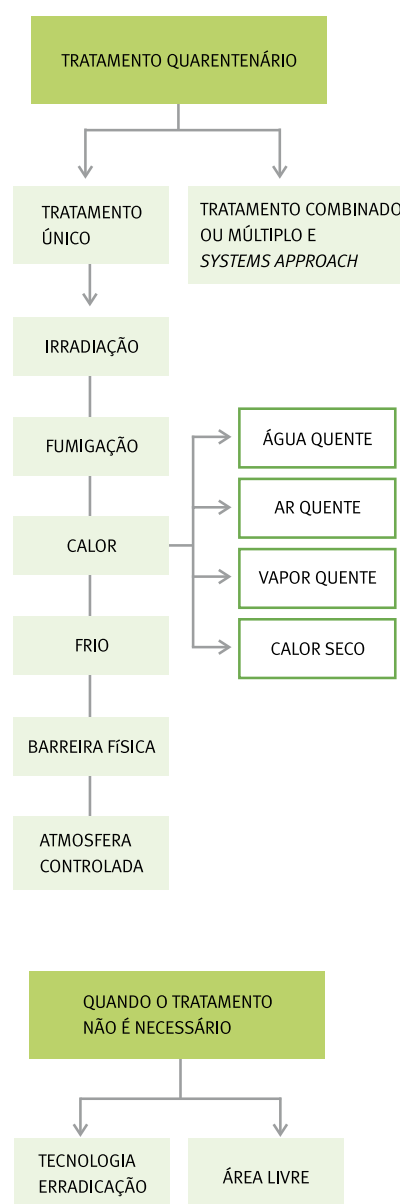 TRATAMENTO QUARENTENÁRIO
TRATAMENTO
ÚNICO
TRATAMENTO COMBINADO
OU MÚLTIPLO E
SYSTEMS APPROACH
IRRADIAÇÃO
FUMIGAÇÃO
CALOR
FRIO
BARREIRA FÍSICA
ATMOSFERA
CONTROLADA
ÁGUA QUENTE
AR QUENTE
VAPOR QUENTE
CALOR SECO
QUANDO O TRATAMENTO
NÃO É NECESSÁRIO
TECNOLOGIA
ERRADICAÇÃO
ÁREA LIVRE